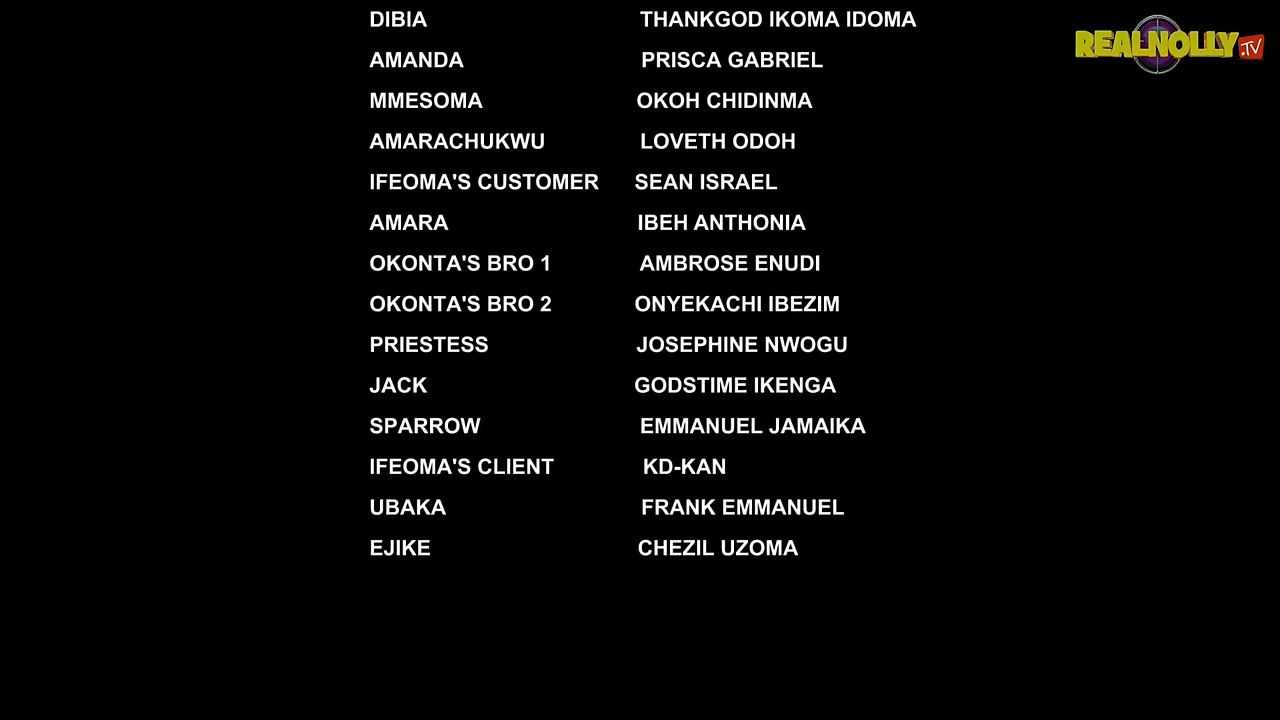 DIBIA THANKGOD IKOMA IDOMA
REALNOLLY.TV
AMANDA PRISCA GABRIEL
MMESOMA OKOH CHIDINMA
AMARACHUKWU LOVETH ODOH
IFEOMA'S CUSTOMER SEAN ISRAEL
AMARA IBEH ANTHONIA
OKONTA'S BRO 1 AMBROSE ENUDI
OKONTA'S BRO 2 ONYEKACHI IBEZIM
PRIESTESS JOSEPHINE NWOGU
JACK GODSTIME IKENGA
SPARROW EMMANUEL JAMAIKA
IFEOMA'S CLIENT KD-KAN
UBAKA FRANK EMMANUEL
EJIKE CHEZIL UZOMA